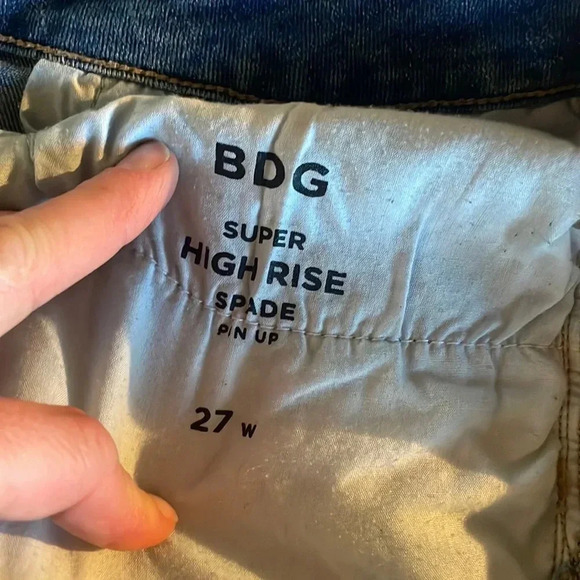 BDG
SUPER
HIGH RISE
SPADE
PIN UP
27 W